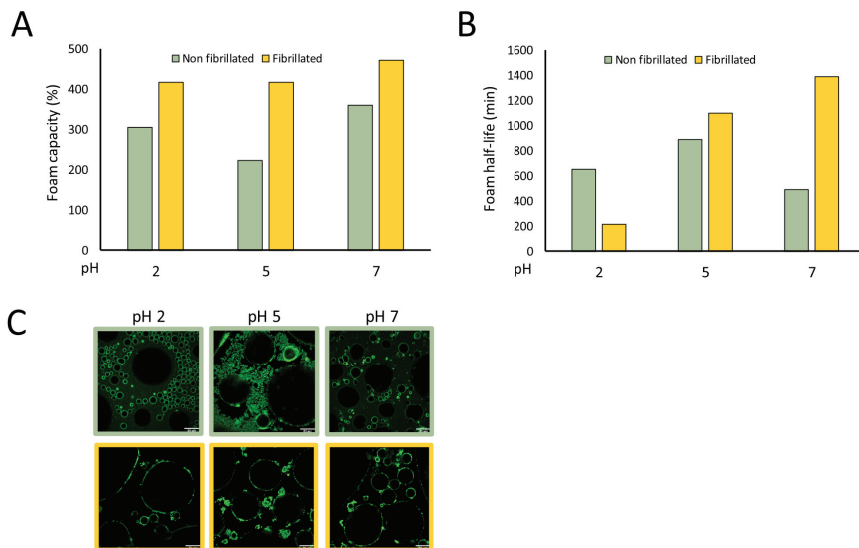 A
Non fibrillated Fibrillated
Foam capacity (%)
500
400
300
200
100
0
pH 2 5 7
B
Non fibrillated Fibrillated
Foam half-life (min)
1600
1400
1200
1000
800
600
400
200
0
pH 2 5 7
C
pH 2 pH 5 pH 7